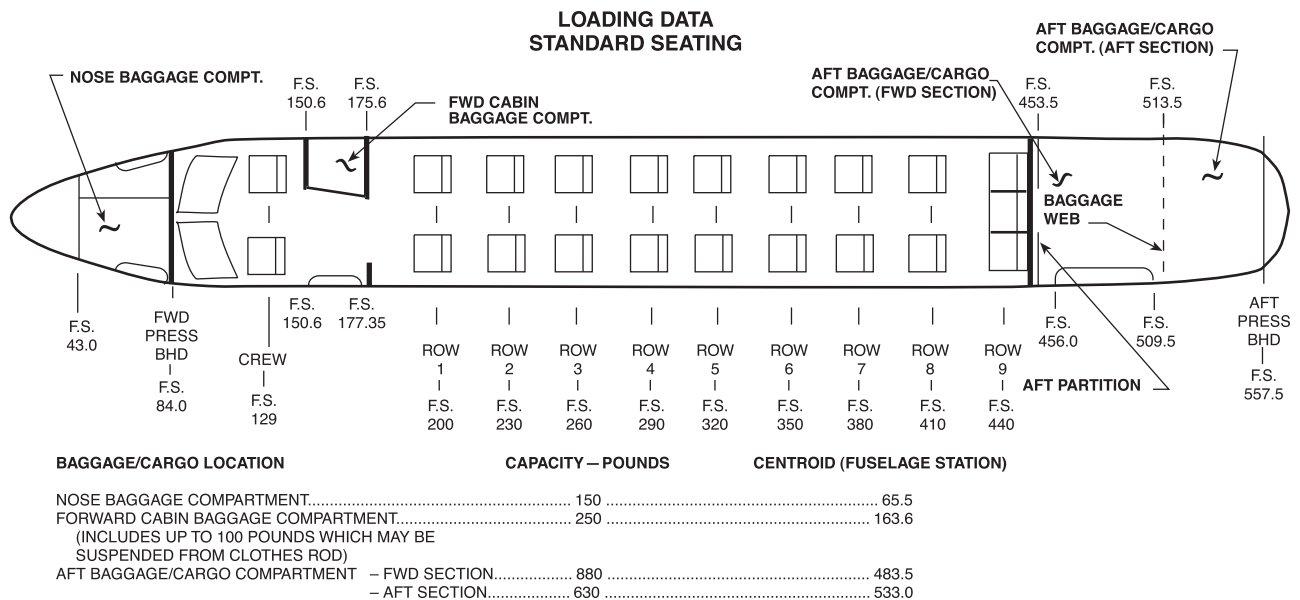 LOADING DATA
STANDARD SEATING
NOSE BAGGAGE COMPT.
F.S.
150.6
F.S.
175.6
FWD CABIN
BAGGAGE COMPT.
AFT BAGGAGE/CARGO
COMPT. (FWD SECTION)
F.S.
453.5
AFT BAGGAGE/CARGO
COMPT. (AFT SECTION)
F.S.
513.5
BAGGAGE
WEB
F.S.
43.0
FWD
PRESS
BHD
F.S.
84.0
CREW
F.S.
129
F.S.
150.6
F.S.
177.35
ROW
1
F.S.
200
ROW
2
F.S.
230
ROW
3
F.S.
260
ROW
4
F.S.
290
ROW
5
F.S.
320
ROW
6
F.S.
350
ROW
7
F.S.
380
ROW
8
F.S.
410
ROW
9
F.S.
440
F.S.
456.0
F.S.
509.5
AFT PARTITION
AFT
PRESS
BHD
F.S.
557.5
BAGGAGE/CARGO LOCATION CAPACITY – POUNDS CENTROID (FUSELAGE STATION)
NOSE BAGGAGE COMPARTMENT.................................................... 150 ..................................................... 65.5
FORWARD CABIN BAGGAGE COMPARTMENT.................................. 250 ..................................................... 163.6
(INCLUDES UP TO 100 POUNDS WHICH MAY BE
SUSPENDED FROM CLOTHES ROD)
AFT BAGGAGE/CARGO COMPARTMENT – FWD SECTION............... 880 ..................................................... 483.5
– AFT SECTION................ 630 ..................................................... 533.0